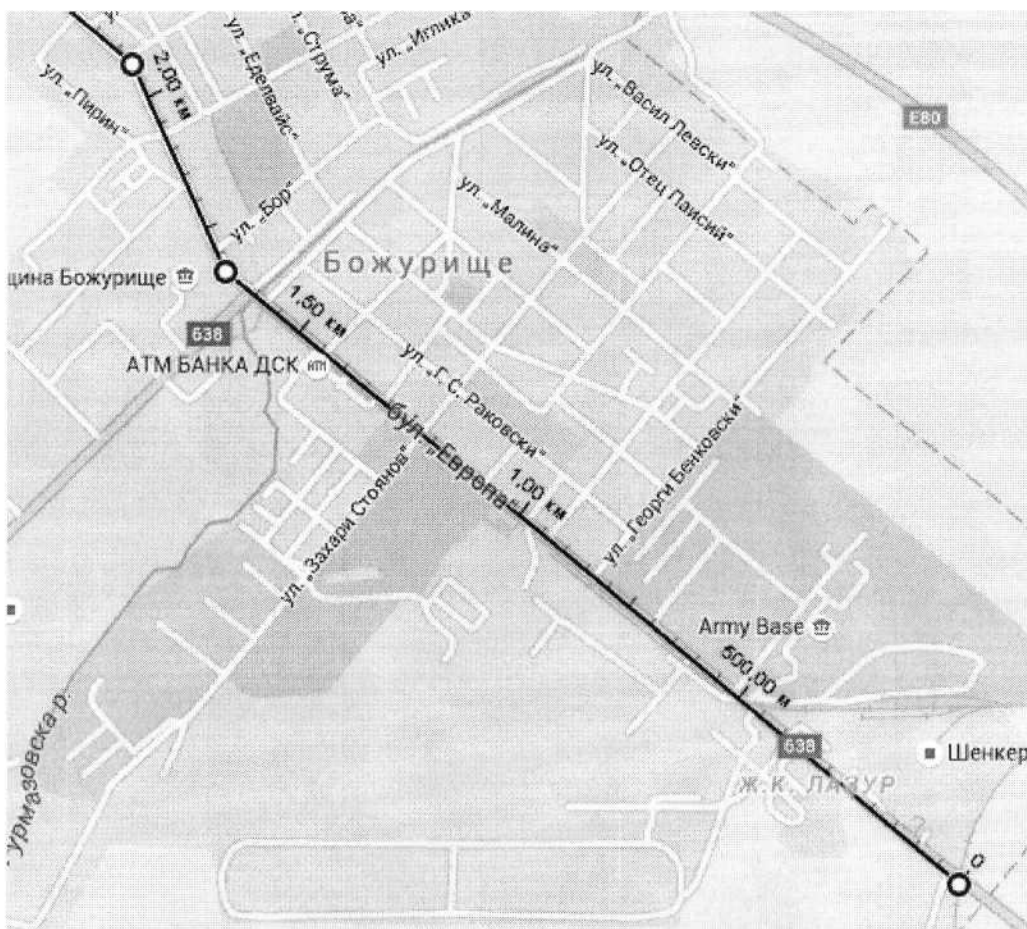 ул. „Иглика
ул. „Струма“
ул. „Еделвайс“
2,00 км
ул. „Пирин“
ул. „Васил Левски“
E80
ул. „Отец Паисий“
ул. „Бор“
ул. „Малина“
Божурище
щина Божурище
1,50 км
638
АТМ БАНКА ДСК
ATM
ул. „Г. С. Раковски“
бул. „Европа“
1,00 км
ул. „Георги Бенковски“
ул. „Захари Стоянов“
Army Base
500,00 м
638
Шенкер
Ж.К. ЛАЗУР
урмазовска р.
0